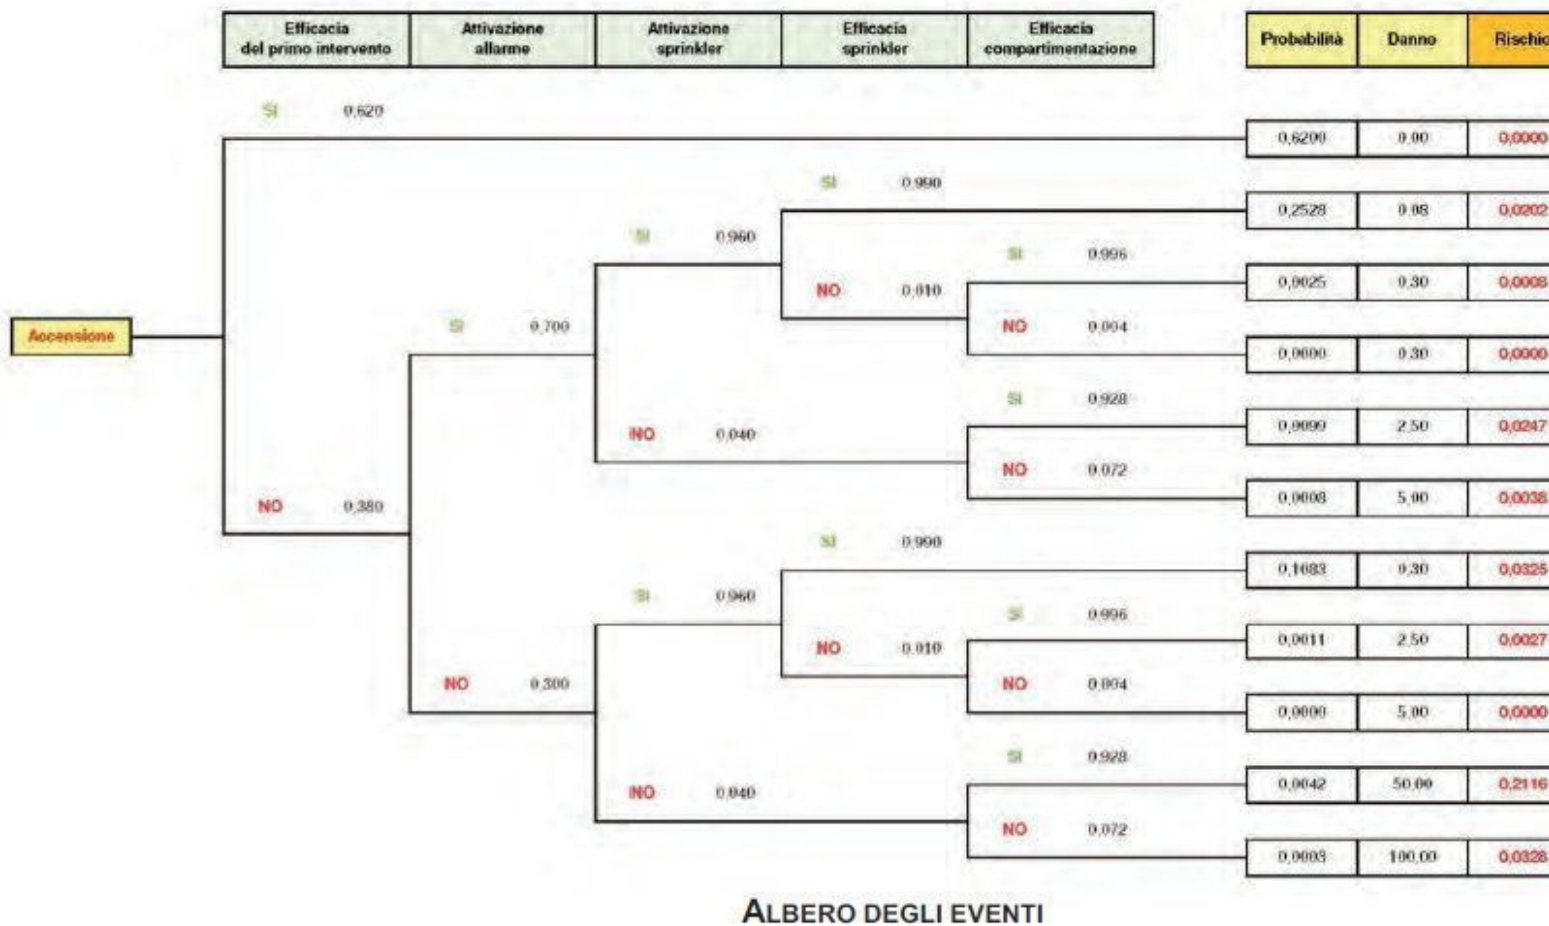 Efficacia
del primo intervento
Attivazione
allarme
Attivazione
sprinkler
Efficacia
sprinkler
Efficacia
compartimentazione
Probabilità
Danno
Rischio
SI 0,620
0,6200 0,00 0,0000
SI 0,990
0,2528 0,08 0,0202
SI 0,960
SI 0,996
0,0025 0,30 0,0008
NO 0,010
Accensione
SI 0,700
NO 0,004
0,0000 0,30 0,0000
SI 0,928
0,0099 2,50 0,0247
NO 0,040
NO 0,072
0,0008 5,00 0,0038
NO 0,380
SI 0,990
0,1083 0,30 0,0325
SI 0,960
SI 0,996
0,0011 2,50 0,0027
NO 0,010
NO 0,300
NO 0,004
0,0000 5,00 0,0000
SI 0,928
0,0042 50,00 0,2116
NO 0,040
NO 0,072
0,0003 100,00 0,0328
ALBERO DEGLI EVENTI